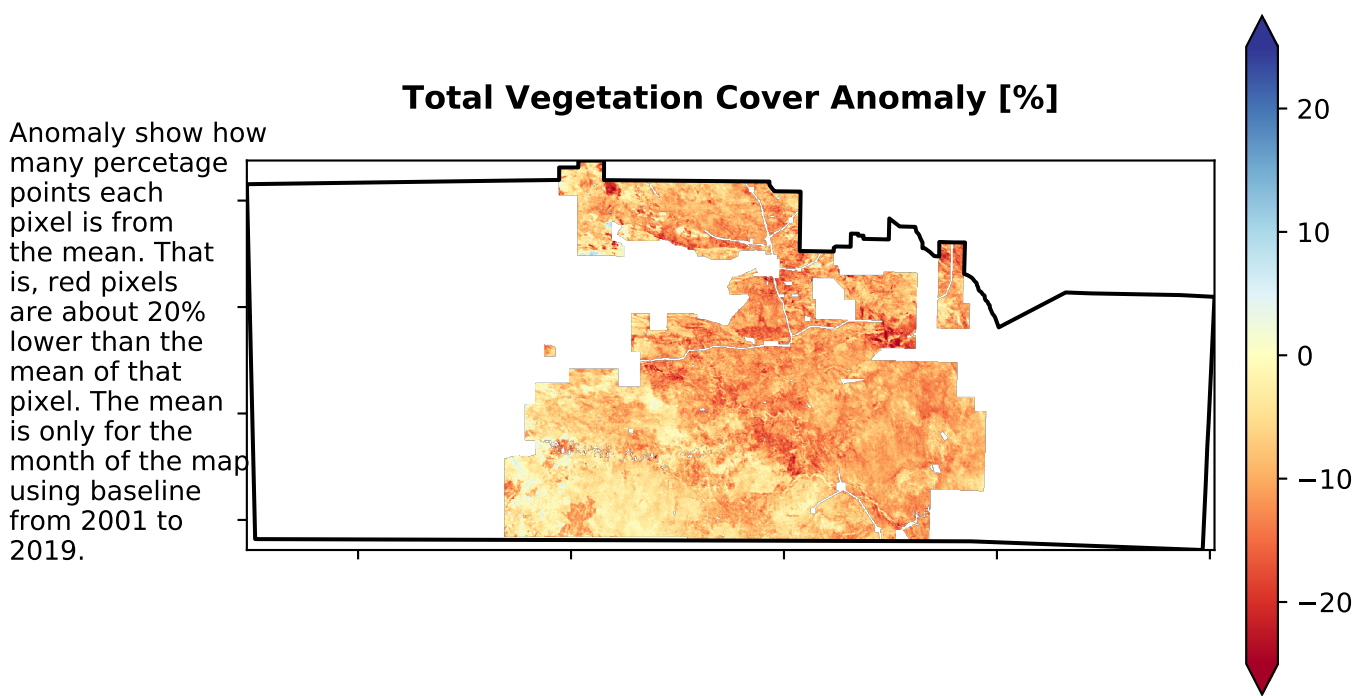 Total Vegetation Cover Anomaly [%]
Anomaly show how
many percetage
points each
pixel is from
the mean. That
is, red pixels
are about 20%
lower than the
mean of that
pixel. The mean
is only for the
month of the map
using baseline
from 2001 to
2019.
20
10
0
−10
−20